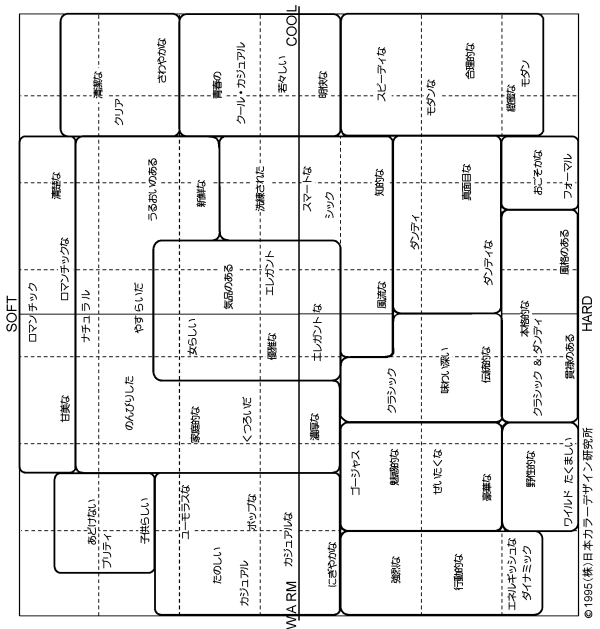 COOL
清潔な
クリア
さわやかな
青春の
クール・カジュアル
若々しい
明快な
スピーディな
モダンな
合理的な
緻密な
モダン
清楚な
ロマンチックな
ロマンチック
甘美な
うるおいのある
新鮮な
ナチュラル
やすらいだ
のんびりした
家庭的な
くつろいだ
濃厚な
洗練された
スマートな
シック
知的な
風流な
気品のある
エレガント
女らしい
優雅な
エレガントな
ダンディ
真面目な
ダンディな
おごそかな
フォーマル
風格のある
本格的な
クラシック & ダンディ
貫禄のある
クラシック
味わい深い
伝統的な
SOFT
HARD
あどけない
プリティ
子供らしい
ユーモラスな
たのしい
カジュアル
ポップな
カジュアルな
にぎやかな
ゴージャス
魅惑的な
ぜいたくな
豪華な
野性的な
ワイルド
たくましい
強烈な
行動的な
エネルギッシュな
ダイナミック
WARM
©1995(株)日本カラーデザイン研究所